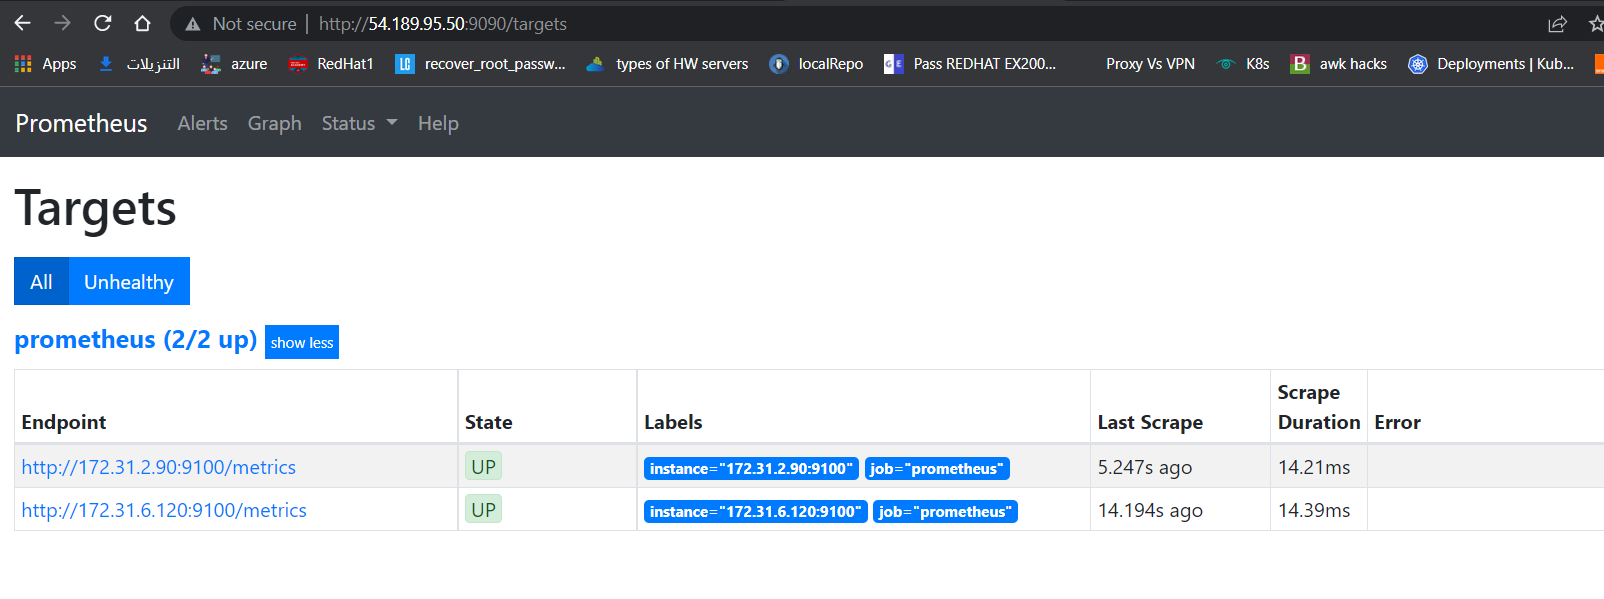 Not secure | http://54.189.95.50:9090/targets
Apps التنزيلات azure RedHat1 LC recover_root_passw... types of HW servers localRepo G E Pass REDHAT EX200... Proxy Vs VPN K8s B awk hacks Deployments | Kub...
Prometheus Alerts Graph Status Help
Targets
All Unhealthy
prometheus (2/2 up) show less
Endpoint State Labels Last Scrape Scrape Duration Error
http://172.31.2.90:9100/metrics UP instance="172.31.2.90:9100" job="prometheus" 5.247s ago 14.21ms
http://172.31.6.120:9100/metrics UP instance="172.31.6.120:9100" job="prometheus" 14.194s ago 14.39ms